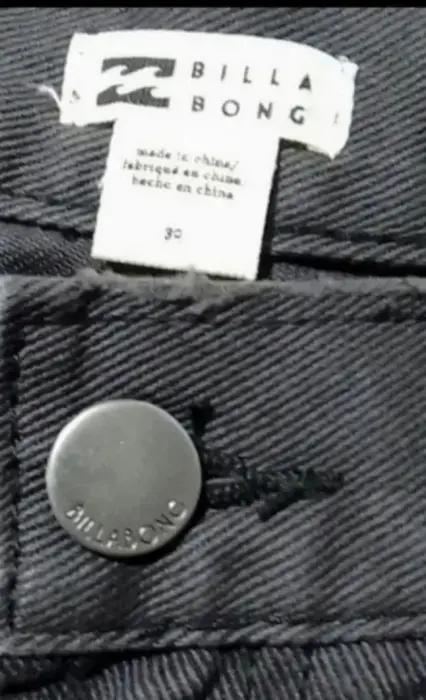 BILLA
BONG
made in china/
fabriqué en chine
hecho en china
30
BILLABONG